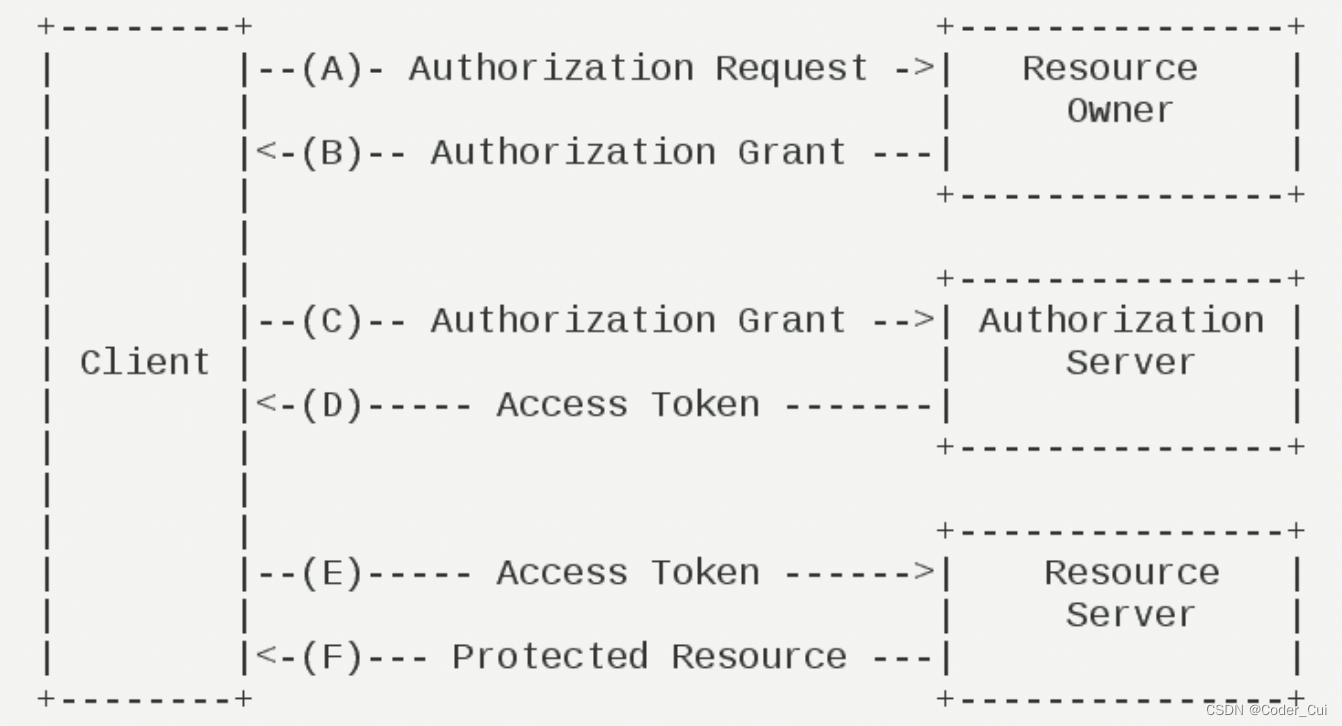 +--------+                               +---------------+
|        |--(A)- Authorization Request ->|   Resource    |
|        |                               |     Owner     |
|        |<-(B)-- Authorization Grant ---|               |
|        |                               +---------------+
|        |
|        |                               +---------------+
|        |--(C)-- Authorization Grant -->| Authorization |
| Client |                               |     Server    |
|        |<-(D)----- Access Token -------|               |
|        |                               +---------------+
|        |
|        |                               +---------------+
|        |--(E)----- Access Token ------>|    Resource   |
|        |                               |     Server    |
|        |<-(F)--- Protected Resource ---|               |
+--------+                               +---------------+
CSDN @Coder_Cui